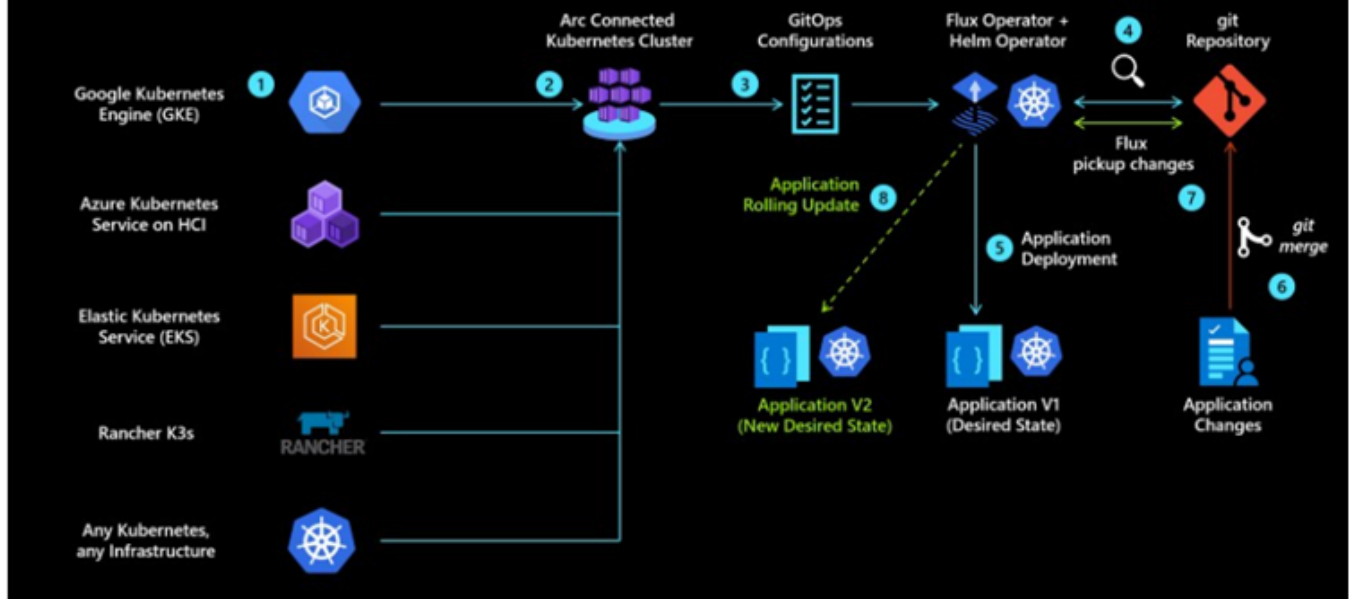 Arc Connected
Kubernetes Cluster
GitOps
Configurations
Flux Operator +
Helm Operator
4
git
Repository
Google Kubernetes
Engine (GKE)
1
2
3
Flux
pickup changes
Azure Kubernetes
Service on HCI
Application
Rolling Update
8
7
5
Application
Deployment
git
merge
6
Elastic Kubernetes
Service (EKS)
K
{ }
{ }
Application V2
(New Desired State)
Application V1
(Desired State)
Application
Changes
Rancher K3s
RANCHER
Any Kubernetes,
any Infrastructure